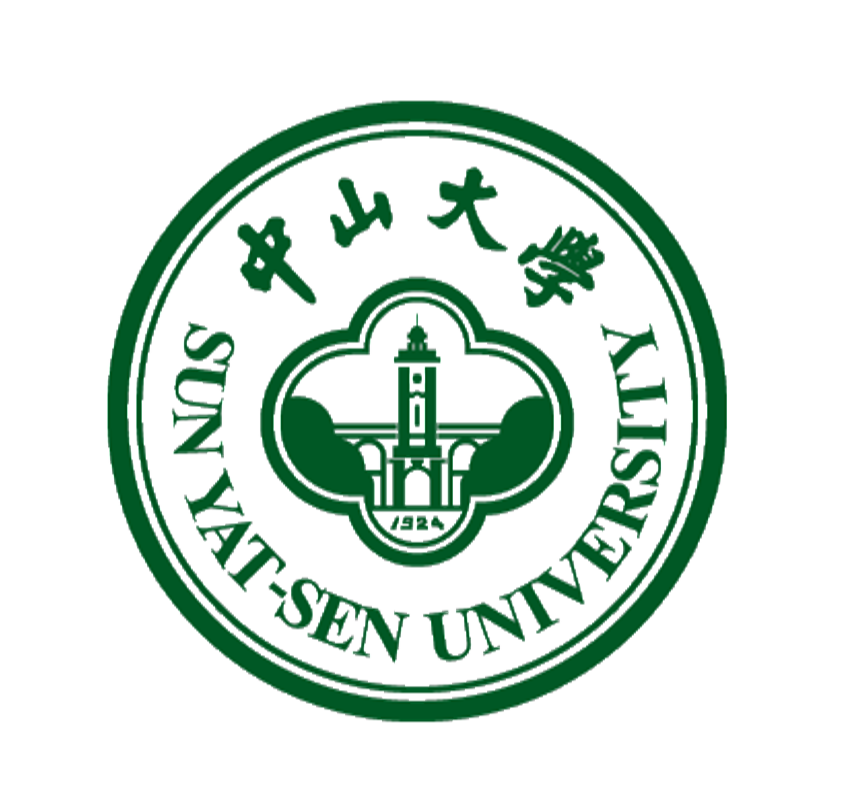 中山大學
SUN YAT-SEN UNIVERSITY
1924